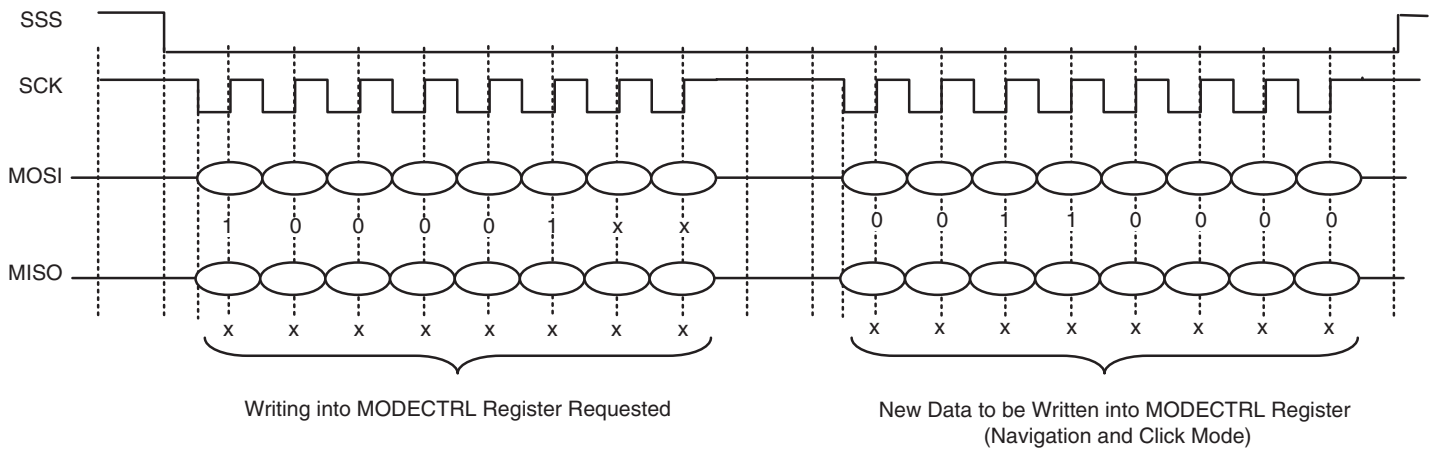 SSS
SCK
MOSI
1 0 0 0 0 1 x x 0 0 1 1 0 0 0 0
MISO
x x x x x x x x x x x x x x x x
Writing into MODECTRL Register Requested
New Data to be Written into MODECTRL Register
(Navigation and Click Mode)